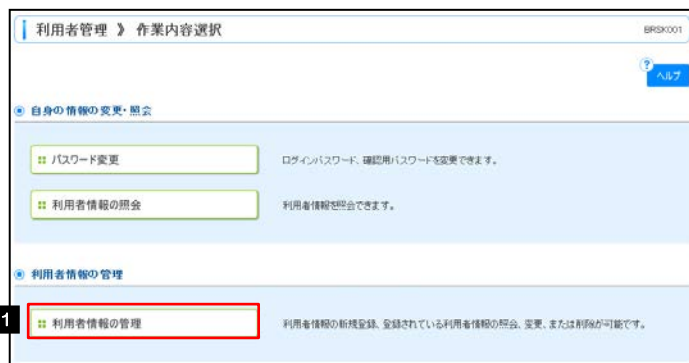 利用者管理 》 作業内容選択
BRSK001
?
ヘルプ
自身の情報の変更・照会
パスワード変更
ログインパスワード、確認用パスワードを変更できます。
利用者情報の照会
利用者情報を照会できます。
利用者情報の管理
1
利用者情報の管理
利用者情報の新規登録、登録されている利用者情報の照会、変更、または削除が可能です。